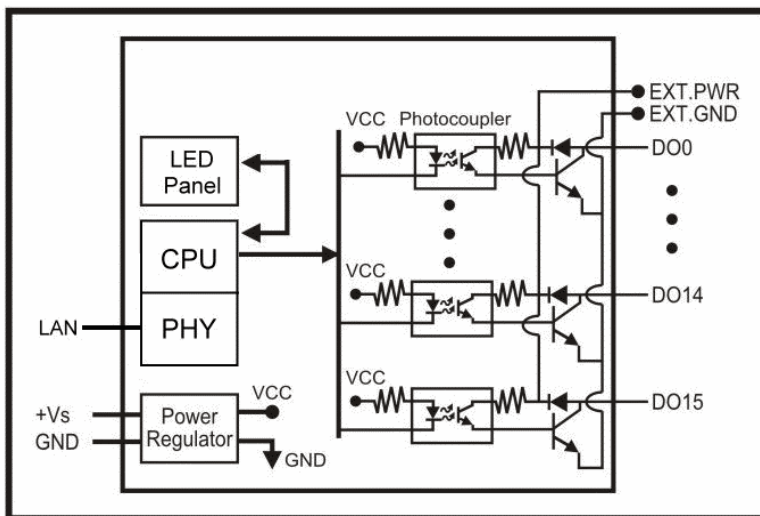 EXT.PWR
EXT.GND
VCC
Photocoupler
DO0
LED
Panel
CPU
PHY
LAN
VCC
DO14
VCC
DO15
+Vs
GND
Power
Regulator
VCC
GND